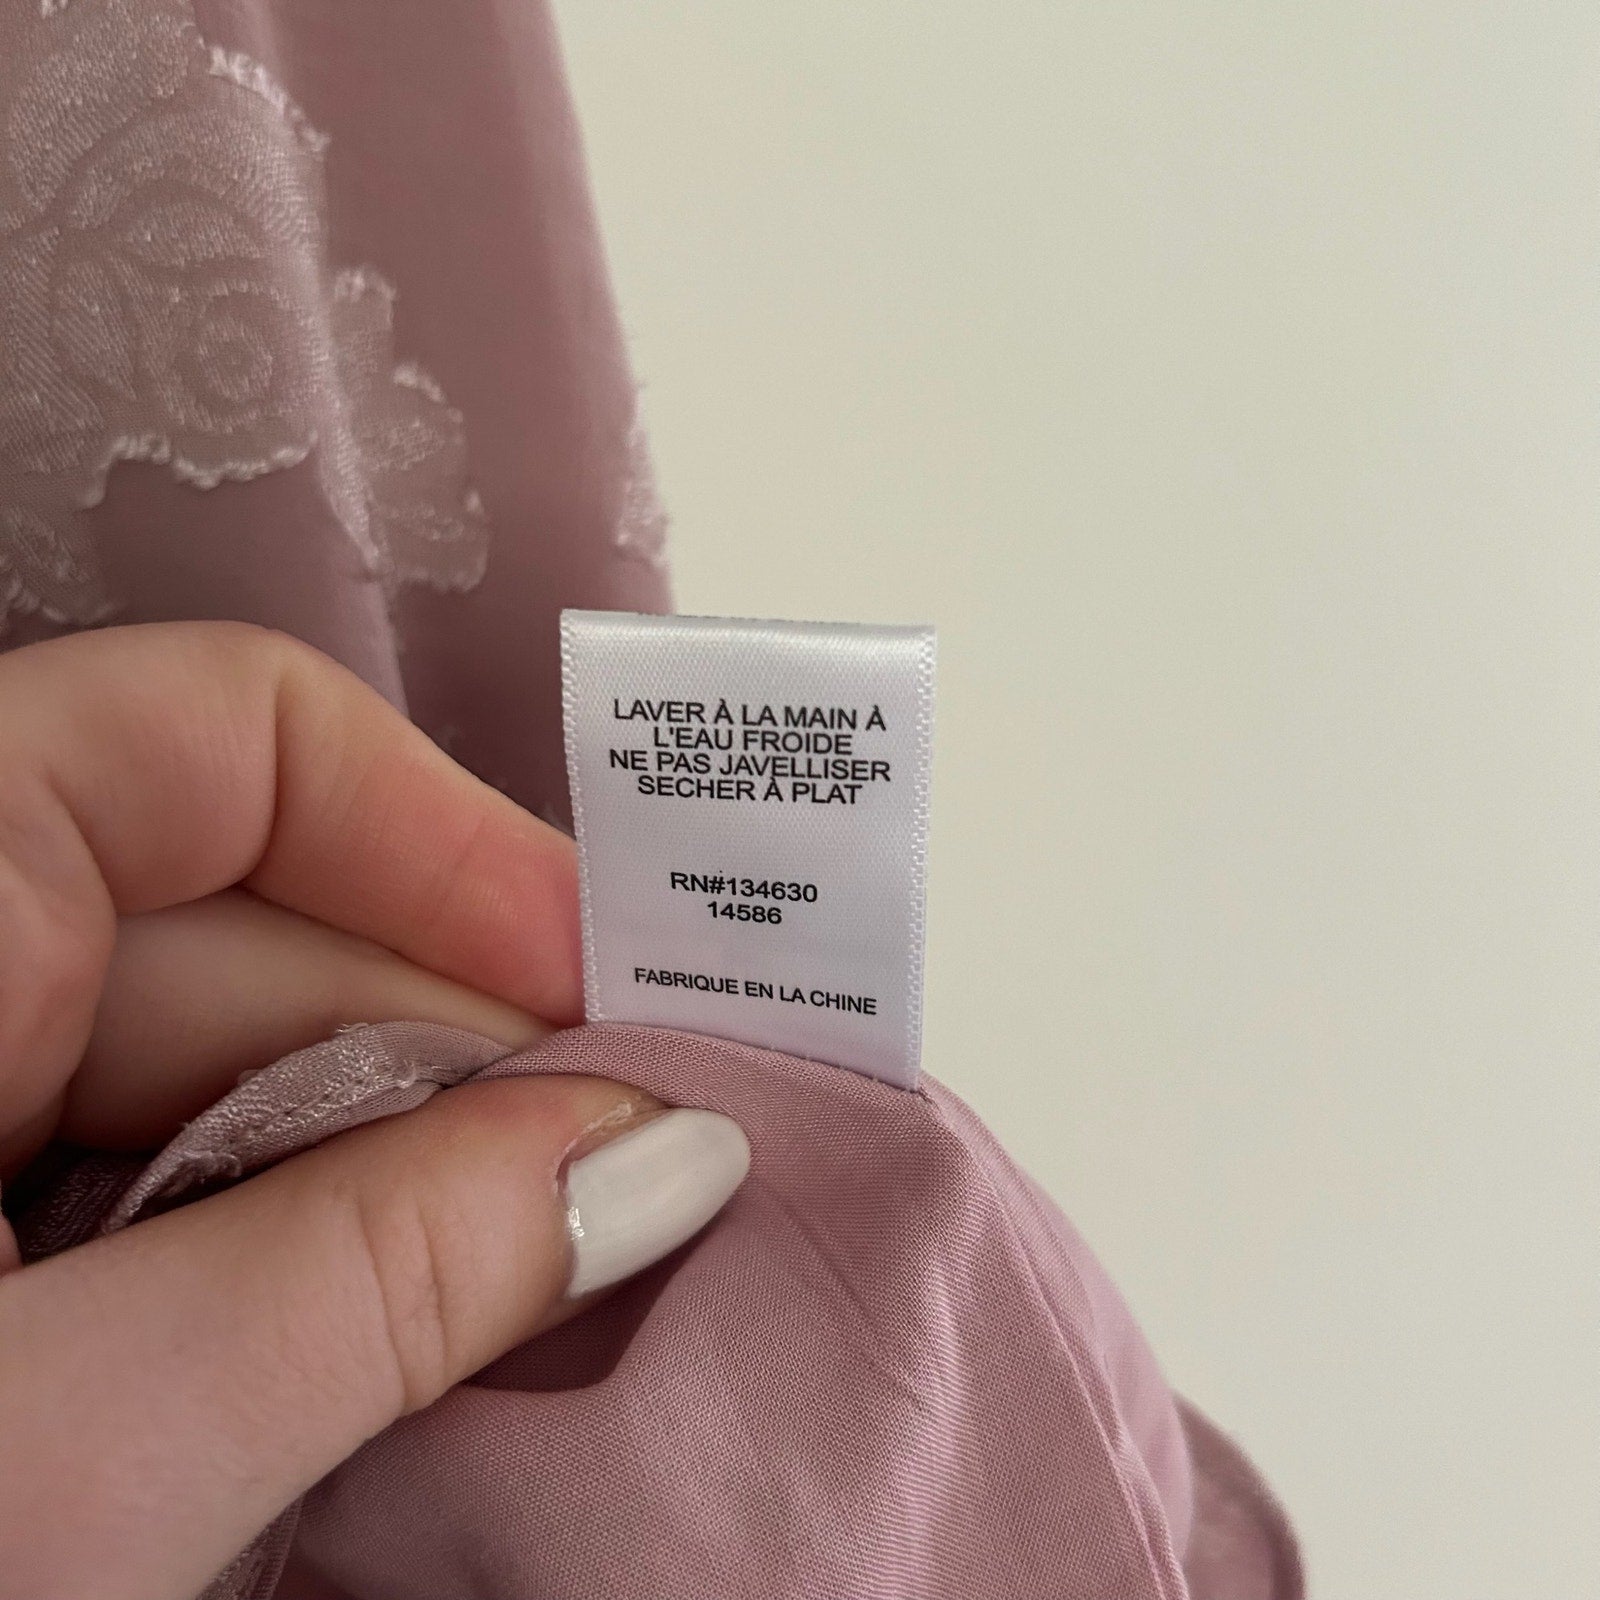 LAVER À LA MAIN À
L'EAU FROIDE
NE PAS JAVELLISER
SECHER À PLAT
RN#134630
14586
FABRIQUE EN LA CHINE